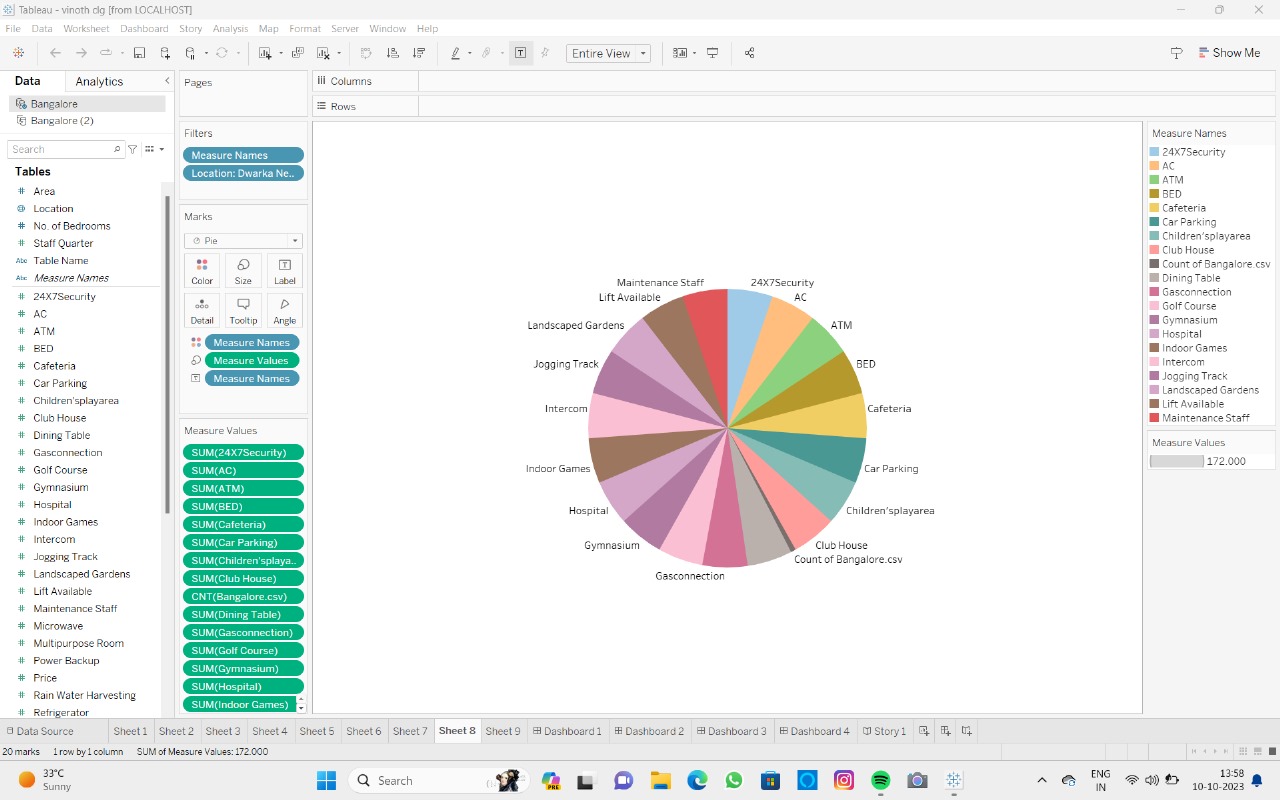 Tableau - vinoth clg [from LOCALHOST]
File Data Worksheet Dashboard Story Analysis Map Format Server Window Help
Entire View
Show Me
Data Analytics
Bangalore
Bangalore (2)
Search
Tables
Area
Location
No. of Bedrooms
Staff Quarter
Abc Table Name
Abc Measure Names
24X7Security
AC
ATM
BED
Cafeteria
Car Parking
Children'splayarea
Club House
Dining Table
Gasconnection
Golf Course
Gymnasium
Hospital
Indoor Games
Intercom
Jogging Track
Landscaped Gardens
Lift Available
Maintenance Staff
Microwave
Multipurpose Room
Power Backup
Price
Rain Water Harvesting
Refrigerator
Pages
Filters
Measure Names
Location: Dwarka Ne..
Marks
Pie
Color Size Label
Detail Tooltip Angle
Measure Names
Measure Values
Measure Names
Measure Values
SUM(24X7Security)
SUM(AC)
SUM(ATM)
SUM(BED)
SUM(Cafeteria)
SUM(Car Parking)
SUM(Children'splaya..
SUM(Club House)
CNT(Bangalore.csv)
SUM(Dining Table)
SUM(Gasconnection)
SUM(Golf Course)
SUM(Gymnasium)
SUM(Hospital)
SUM(Indoor Games)
Columns
Rows
Maintenance Staff 24X7Security
Lift Available AC
Landscaped Gardens ATM
Jogging Track BED
Intercom Cafeteria
Indoor Games Car Parking
Hospital Children'splayarea
Gymnasium Club House
Count of Bangalore.csv
Gasconnection
Measure Names
24X7Security
AC
ATM
BED
Cafeteria
Car Parking
Children'splayarea
Club House
Count of Bangalore.csv
Dining Table
Gasconnection
Golf Course
Gymnasium
Hospital
Indoor Games
Intercom
Jogging Track
Landscaped Gardens
Lift Available
Maintenance Staff
Measure Values
172.000
Data Source Sheet 1 Sheet 2 Sheet 3 Sheet 4 Sheet 5 Sheet 6 Sheet 7 Sheet 8 Sheet 9 Dashboard 1 Dashboard 2 Dashboard 3 Dashboard 4 Story 1
20 marks 1 row by 1 column SUM of Measure Values: 172.000
33°C
Sunny
Search
PRE
ENG
IN
13:58
10-10-2023